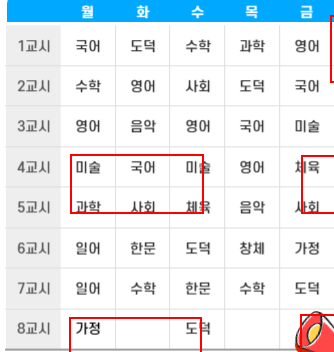 월 화 수 목 금
1교시 국어 도덕 수학 과학 영어
2교시 수학 영어 사회 도덕 국어
3교시 영어 음악 영어 국어 미술
4교시 미술 국어 미술 영어 체육
5교시 과학 사회 체육 음악 사회
6교시 일어 한문 도덕 창체 가정
7교시 일어 수학 한문 수학 도덕
8교시 가정 도덕